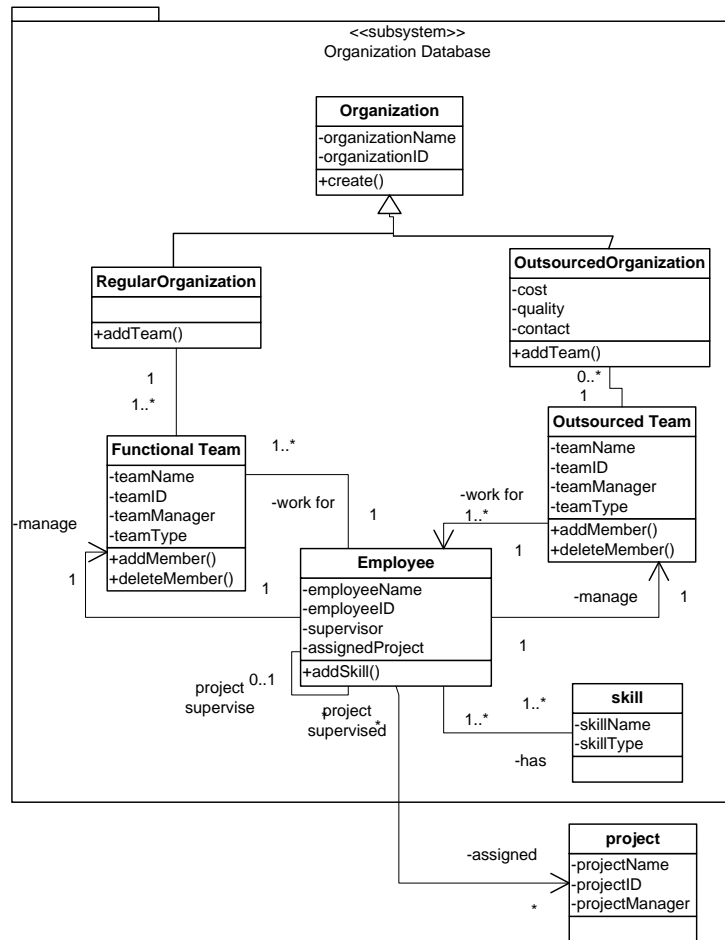 <<subsystem>>
Organization Database
Organization
-organizationName
-organizationID
+create()
RegularOrganization
+addTeam()
OutsourcedOrganization
-cost
-quality
-contact
+addTeam()
1
1..*
0..*
1
Functional Team
-teamName
-teamID
-teamManager
-teamType
+addMember()
+deleteMember()
Outsourced Team
-teamName
-teamID
-teamManager
-teamType
+addMember()
+deleteMember()
1..*
-work for
1
-work for
1..*
1
-manage
1
1
-manage
1
1
Employee
-employeeName
-employeeID
-supervisor
-assignedProject
+addSkill()
0..1
project
supervise
*
project
supervised
*
1..*
1..*
-has
skill
-skillName
-skillType
-assigned
*
project
-projectName
-projectID
-projectManager